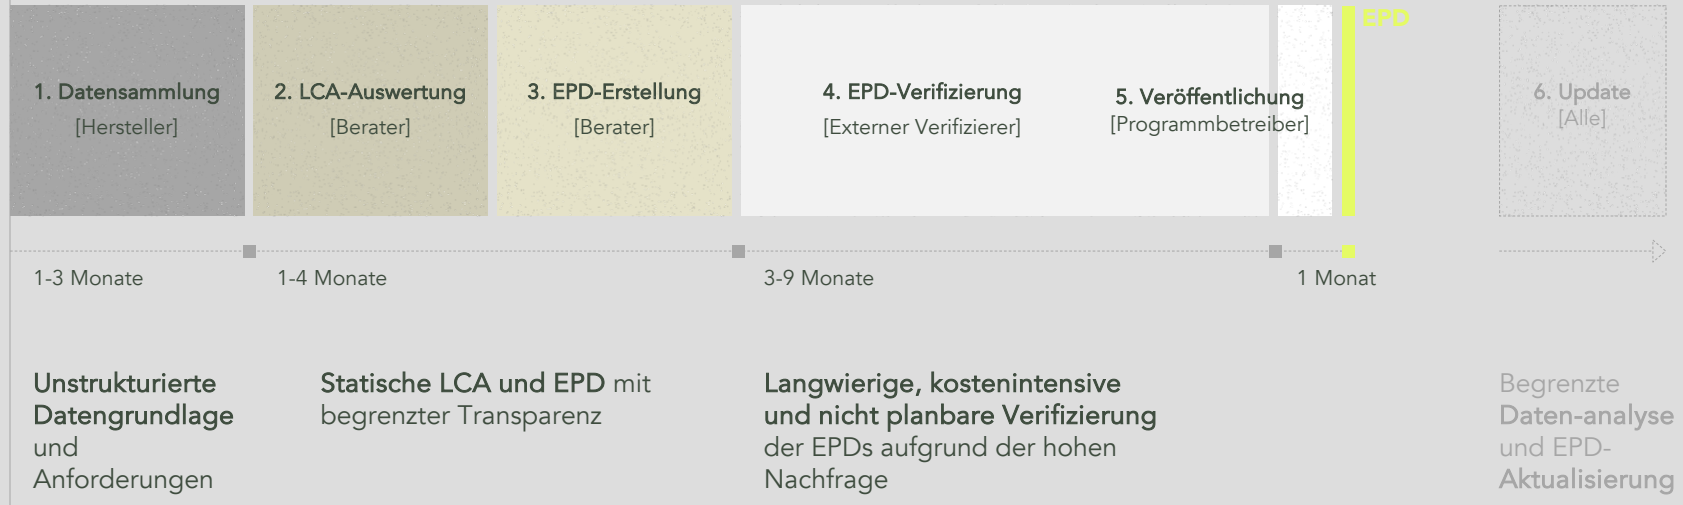 EPD
1. Datensammlung
[Hersteller]
2. LCA-Auswertung
[Berater]
3. EPD-Erstellung
[Berater]
4. EPD-Verifizierung
[Externer Verifizierer]
5. Veröffentlichung
[Programmbetreiber]
6. Update
[Alle]
1-3 Monate
1-4 Monate
3-9 Monate
1 Monat
Unstrukturierte
Datengrundlage
und
Anforderungen
Statische LCA und EPD mit
begrenzter Transparenz
Langwierige, kostenintensive
und nicht planbare Verifizierung
der EPDs aufgrund der hohen
Nachfrage
Begrenzte
Daten-analyse
und EPD-
Aktualisierung